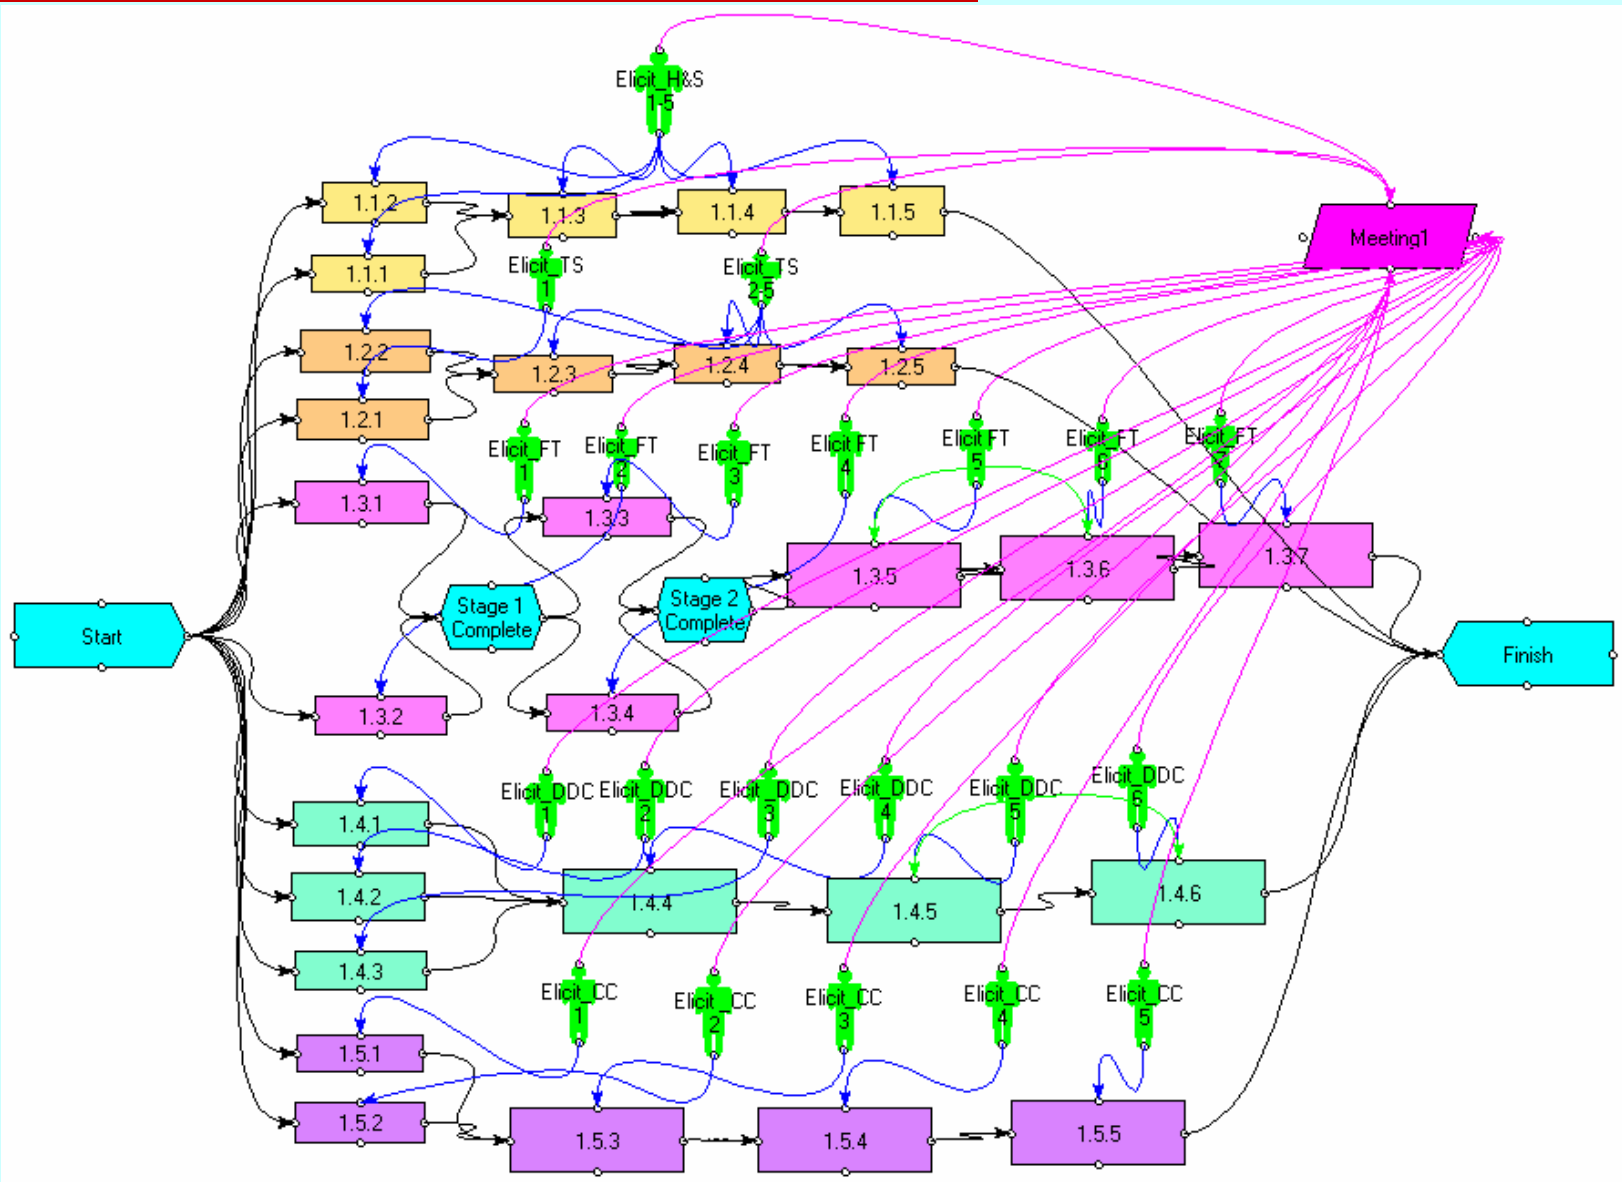 Elicit_H&S
1-5
1.1.2
1.1.3
1.1.4
1.1.5
Meeting1
1.1.1
Elicit_TS
1
Elicit_TS
2-5
1.2.2
1.2.3
1.2.4
1.2.5
1.2.1
Elicit_FT
1
Elicit_FT
2
Elicit_FT
3
Elicit FT
4
Elicit FT
5
Elicit_FT
6
Elicit_FT
7
1.3.1
1.3.3
1.3.5
1.3.6
1.3.7
Start
Stage 1
Complete
Stage 2
Complete
Finish
1.3.2
1.3.4
Elicit_DDC
1
Elicit_DDC
2
Elicit_DDC
3
Elicit_DDC
4
Elicit_DDC
5
Elicit_DDC
6
1.4.1
1.4.2
1.4.4
1.4.5
1.4.6
1.4.3
Elicit_CC
1
Elicit_CC
2
Elicit_CC
3
Elicit_CC
4
Elicit_CC
5
1.5.1
1.5.2
1.5.3
1.5.4
1.5.5